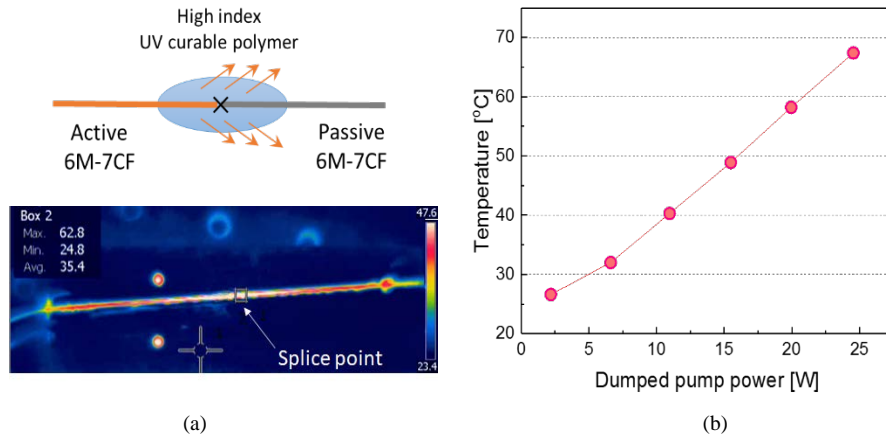 High index
UV curable polymer
Active
6M-7CF
Passive
6M-7CF
Box 2
Max. 62.8
Min. 24.8
Avg. 35.4
47.6
23.4
Splice point
(a)
Temperature [°C]
70
60
50
40
30
20
0 5 10 15 20 25
Dumped pump power [W]
(b)